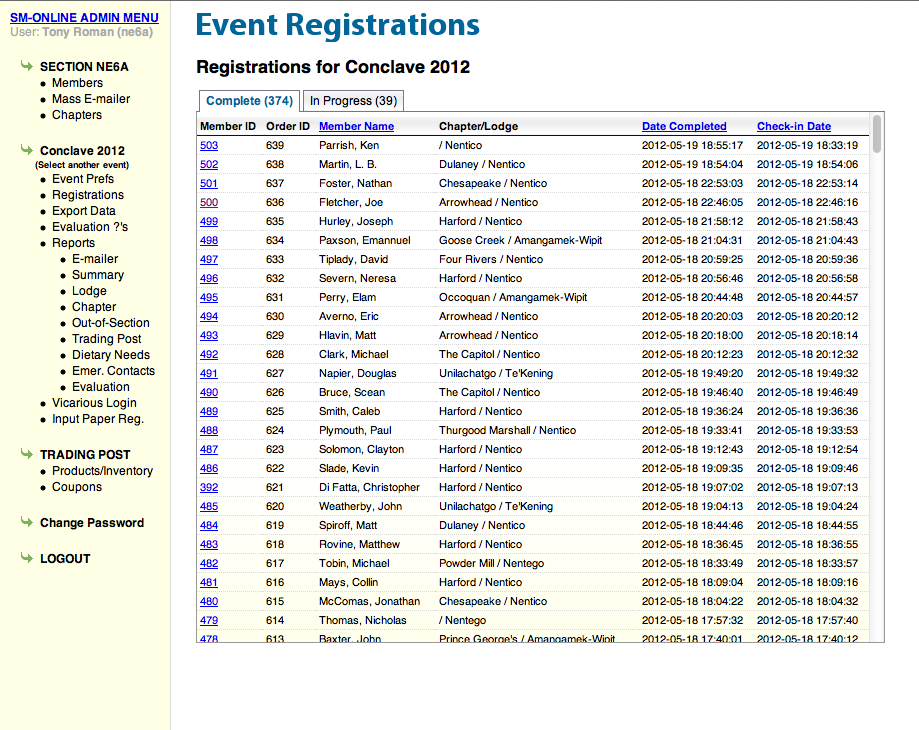 SM-ONLINE ADMIN MENU
User: Tony Roman (ne6a)
SECTION NE6A
Members
Mass E-mailer
Chapters
Conclave 2012
(Select another event)
Event Prefs
Registrations
Export Data
Evaluation ?'s
Reports
E-mailer
Summary
Lodge
Chapter
Out-of-Section
Trading Post
Dietary Needs
Emer. Contacts
Evaluation
Vicarious Login
Input Paper Reg.
TRADING POST
Products/Inventory
Coupons
Change Password
LOGOUT
Event Registrations
Registrations for Conclave 2012
Complete (374) In Progress (39)
Member ID Order ID Member Name Chapter/Lodge Date Completed Check-in Date
503 639 Parrish, Ken / Nentico 2012-05-19 18:55:17 2012-05-19 18:33:19
502 638 Martin, L. B. Dulaney / Nentico 2012-05-19 18:54:04 2012-05-19 18:54:06
501 637 Foster, Nathan Chesapeake / Nentico 2012-05-18 22:53:03 2012-05-18 22:53:14
500 636 Fletcher, Joe Arrowhead / Nentico 2012-05-18 22:46:05 2012-05-18 22:46:16
499 635 Hurley, Joseph Harford / Nentico 2012-05-18 21:58:12 2012-05-18 21:58:43
498 634 Paxson, Emannuel Goose Creek / Amangamek-Wipit 2012-05-18 21:04:31 2012-05-18 21:04:43
497 633 Tiplady, David Four Rivers / Nentico 2012-05-18 20:59:25 2012-05-18 20:59:36
496 632 Severn, Neresa Harford / Nentico 2012-05-18 20:56:46 2012-05-18 20:56:58
495 631 Perry, Elam Occoquan / Amangamek-Wipit 2012-05-18 20:44:48 2012-05-18 20:44:57
494 630 Averno, Eric Arrowhead / Nentico 2012-05-18 20:20:03 2012-05-18 20:20:12
493 629 Hlavin, Matt Arrowhead / Nentico 2012-05-18 20:18:00 2012-05-18 20:18:14
492 628 Clark, Michael The Capitol / Nentico 2012-05-18 20:12:23 2012-05-18 20:12:32
491 627 Napier, Douglas Unilachatgo / Te'Kening 2012-05-18 19:49:20 2012-05-18 19:49:32
490 626 Bruce, Scean The Capitol / Nentico 2012-05-18 19:46:40 2012-05-18 19:46:49
489 625 Smith, Caleb Harford / Nentico 2012-05-18 19:36:24 2012-05-18 19:36:36
488 624 Plymouth, Paul Thurgood Marshall / Nentico 2012-05-18 19:33:41 2012-05-18 19:33:53
487 623 Solomon, Clayton Harford / Nentico 2012-05-18 19:12:43 2012-05-18 19:12:54
486 622 Slade, Kevin Harford / Nentico 2012-05-18 19:09:35 2012-05-18 19:09:46
392 621 Di Fatta, Christopher Harford / Nentico 2012-05-18 19:07:02 2012-05-18 19:07:13
485 620 Weatherby, John Unilachatgo / Te'Kening 2012-05-18 19:04:13 2012-05-18 19:04:24
484 619 Spiroff, Matt Dulaney / Nentico 2012-05-18 18:44:46 2012-05-18 18:44:55
483 618 Rovine, Matthew Harford / Nentico 2012-05-18 18:36:45 2012-05-18 18:36:55
482 617 Tobin, Michael Powder Mill / Nentego 2012-05-18 18:33:49 2012-05-18 18:33:57
481 616 Mays, Collin Harford / Nentico 2012-05-18 18:09:04 2012-05-18 18:09:16
480 615 McComas, Jonathan Chesapeake / Nentico 2012-05-18 18:04:22 2012-05-18 18:04:32
479 614 Thomas, Nicholas / Nentego 2012-05-18 17:57:32 2012-05-18 17:57:40
478 613 Baxter, John Prince George's / Amangamek-Wipit 2012-05-18 17:40:01 2012-05-18 17:40:12